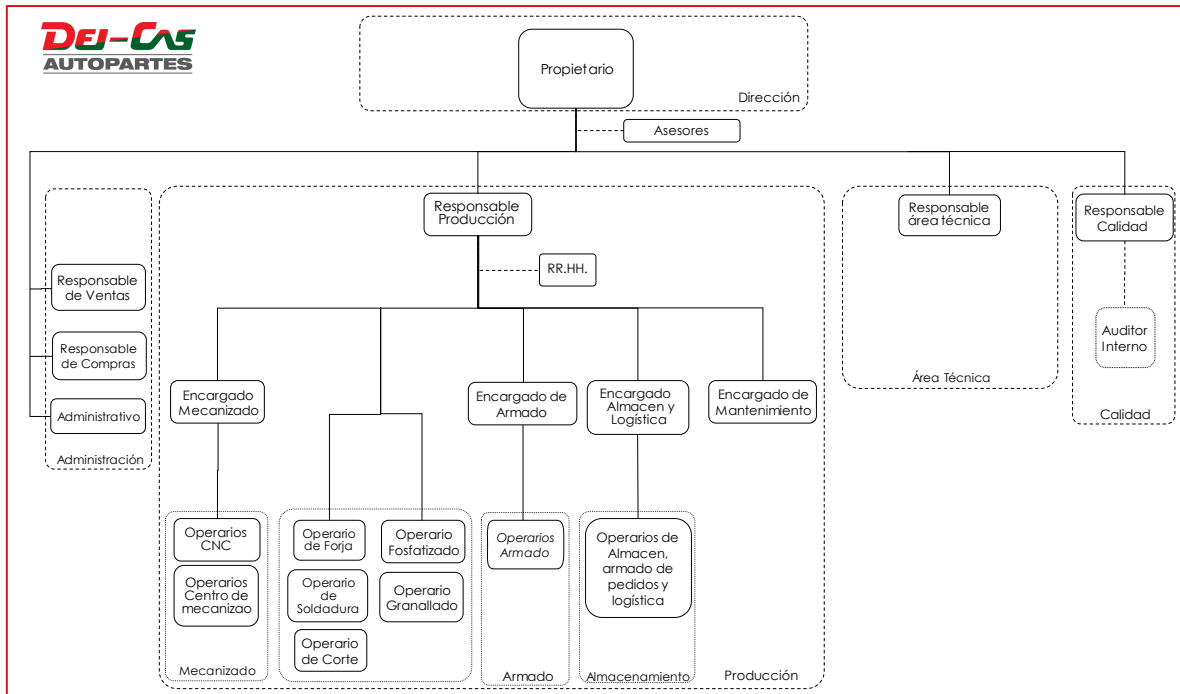 DEJ-CAS
AUTOPARTES
Propietario
Dirección
Asesores
Responsable
Producción
Responsable
área técnica
Responsable
Calidad
RR.HH.
Responsable
de Ventas
Auditor
Interno
Responsable
de Compras
Área Técnica
Encargado
Mecanizado
Encargado de
Armado
Encargado
Almacen y
Logística
Encargado de
Mantenimiento
Administrativo
Calidad
Administración
Operarios
CNC
Operario
de Forja
Operario
Fosfatizado
Operarios
Armado
Operarios de
Almacen,
armado de
pedidos y
logística
Operarios
Centro de
mecanizao
Operario
de
Soldadura
Operario
Granallado
Operario
de Corte
Mecanizado
Armado
Almacenamiento
Producción